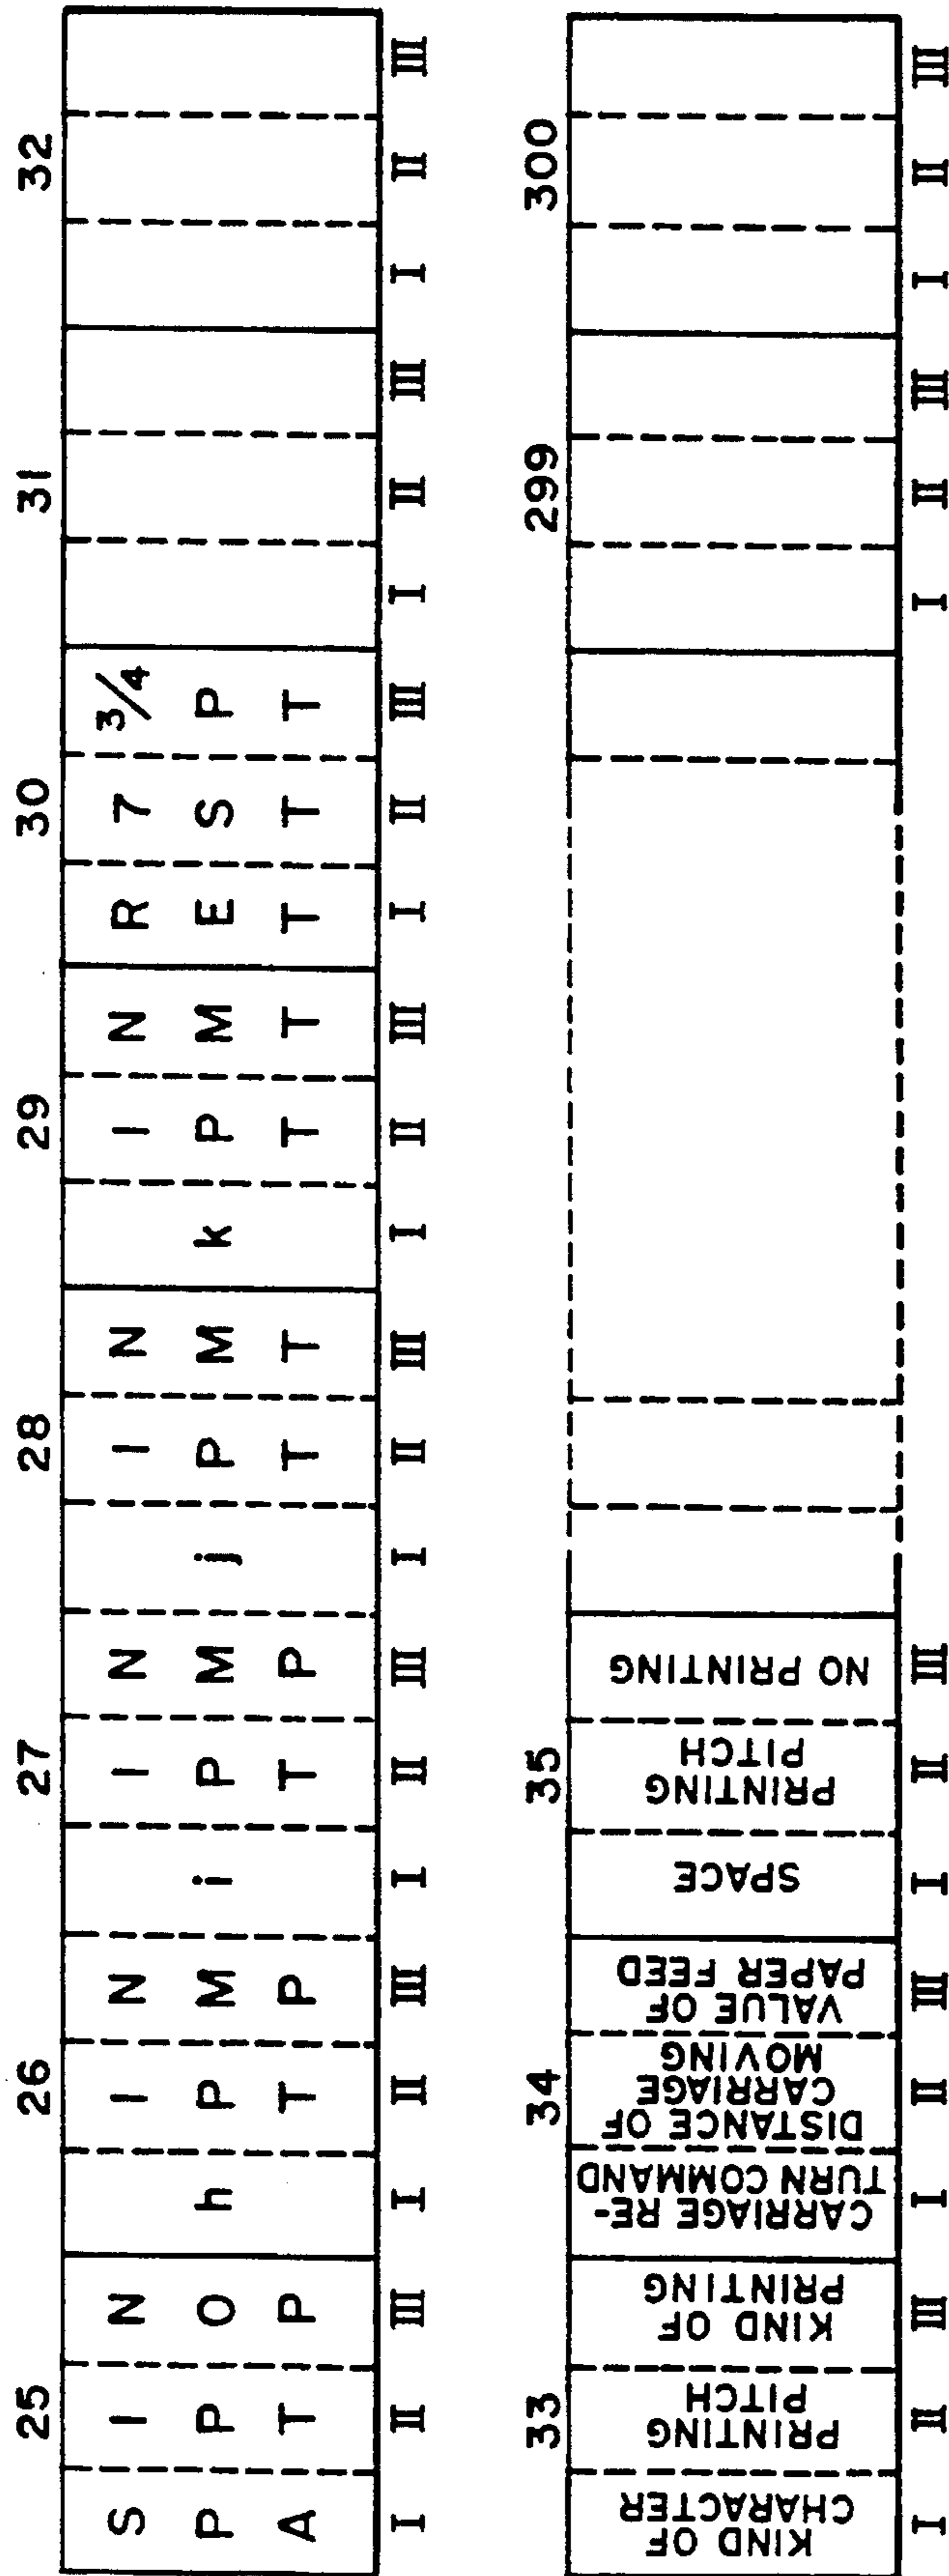 25 26 27 28 29 30 31 32
S I N I N I N I N I N R 7 3/4
P P O h P M i P M j P M k P M E S P
A T P T P T P T T T T T T T
I II III I II III I II III I II III I II III I II III I II III I II III
33 34 35 299 300
KIND OF
CHARACTER
PRINTING
PITCH
KIND OF
PRINTING
CARRIAGE RE-
TURN COMMAND
DISTANCE OF
CARRIAGE
MOVING
VALUE OF
PAPER FEED
SPACE
PRINTING
PITCH
NO PRINTING
I II III I II III I II III I II III I II III